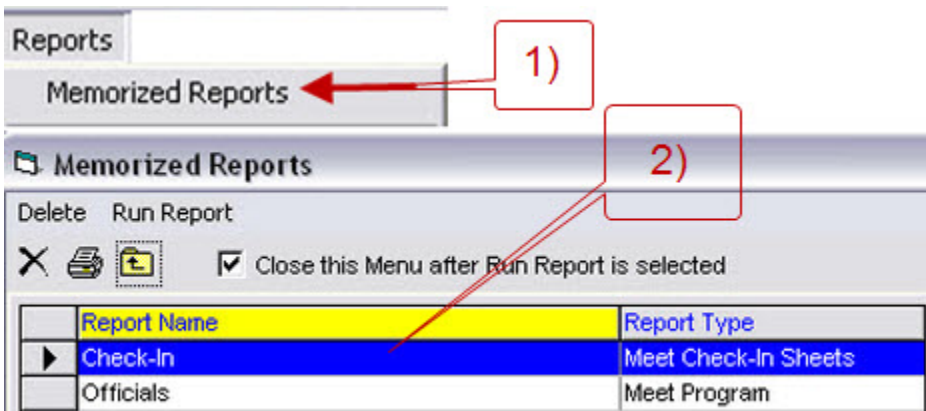 Reports
1)
Memorized Reports
Memorized Reports
2)
Delete Run Report
Close this Menu after Run Report is selected
Report Name Report Type
Check-In Meet Check-In Sheets
Officials Meet Program